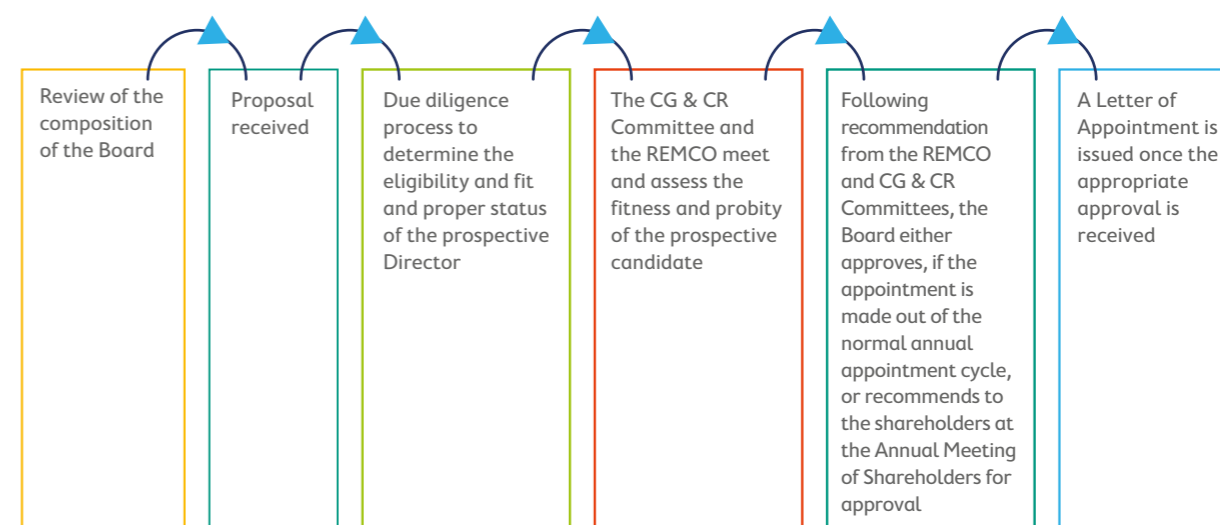 Review of the
composition
of the Board
Proposal
received
Due diligence
process to
determine the
eligibility and fit
and proper status
of the prospective
Director
The CG & CR
Committee and
the REMCO meet
and assess the
fitness and probity
of the prospective
candidate
Following
recommendation
from the REMCO
and CG & CR
Committees, the
Board either
approves, if the
appointment is
made out of the
normal annual
appointment cycle,
or recommends to
the shareholders at
the Annual Meeting
of Shareholders for
approval
A Letter of
Appointment is
issued once the
appropriate
approval is
received